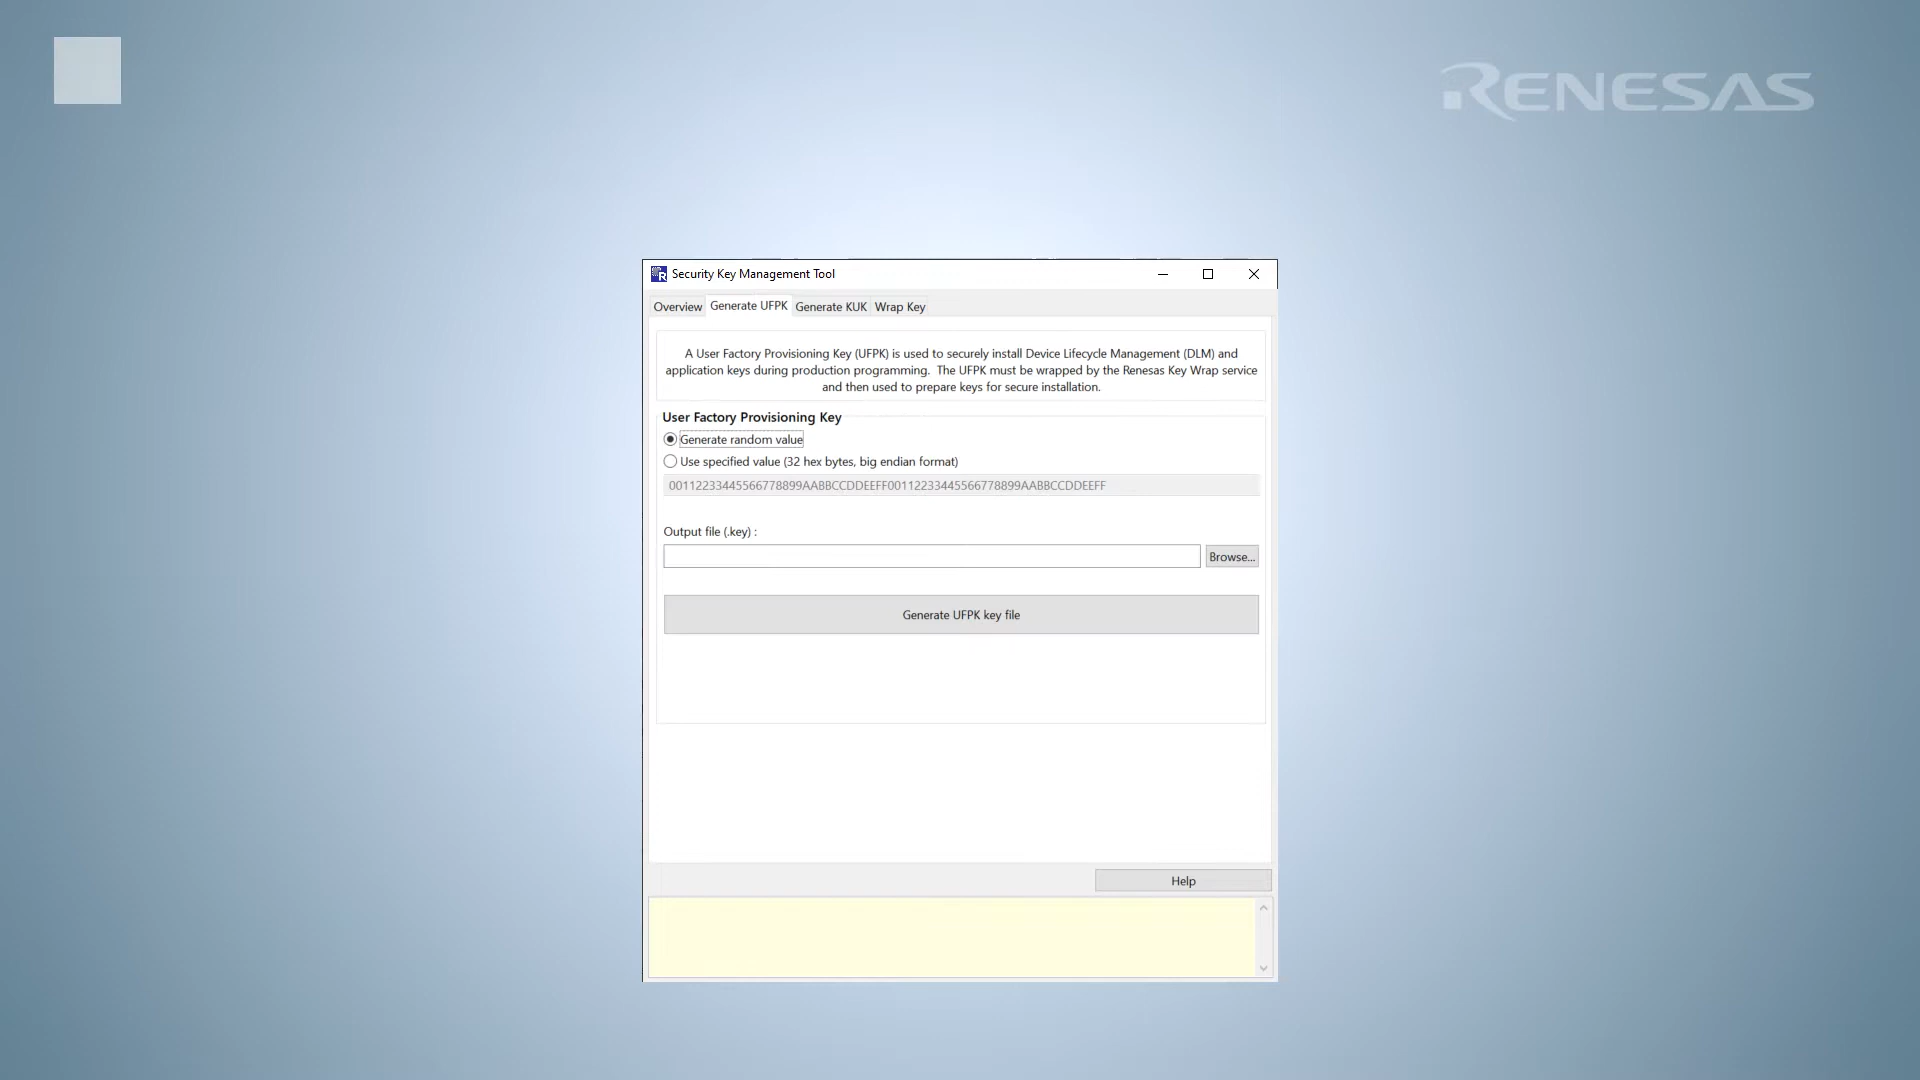 RENESAS
Security Key Management Tool
Overview Generate UFPK Generate KUK Wrap Key
A User Factory Provisioning Key (UFPK) is used to securely install Device Lifecycle Management (DLM) and
application keys during production programming. The UFPK must be wrapped by the Renesas Key Wrap service
and then used to prepare keys for secure installation.
User Factory Provisioning Key
Generate random value
Use specified value (32 hex bytes, big endian format)
00112233445566778899AABBCCDDEEFF00112233445566778899AABBCCDDEEFF
Output file (.key) :
Browse...
Generate UFPK key file
Help